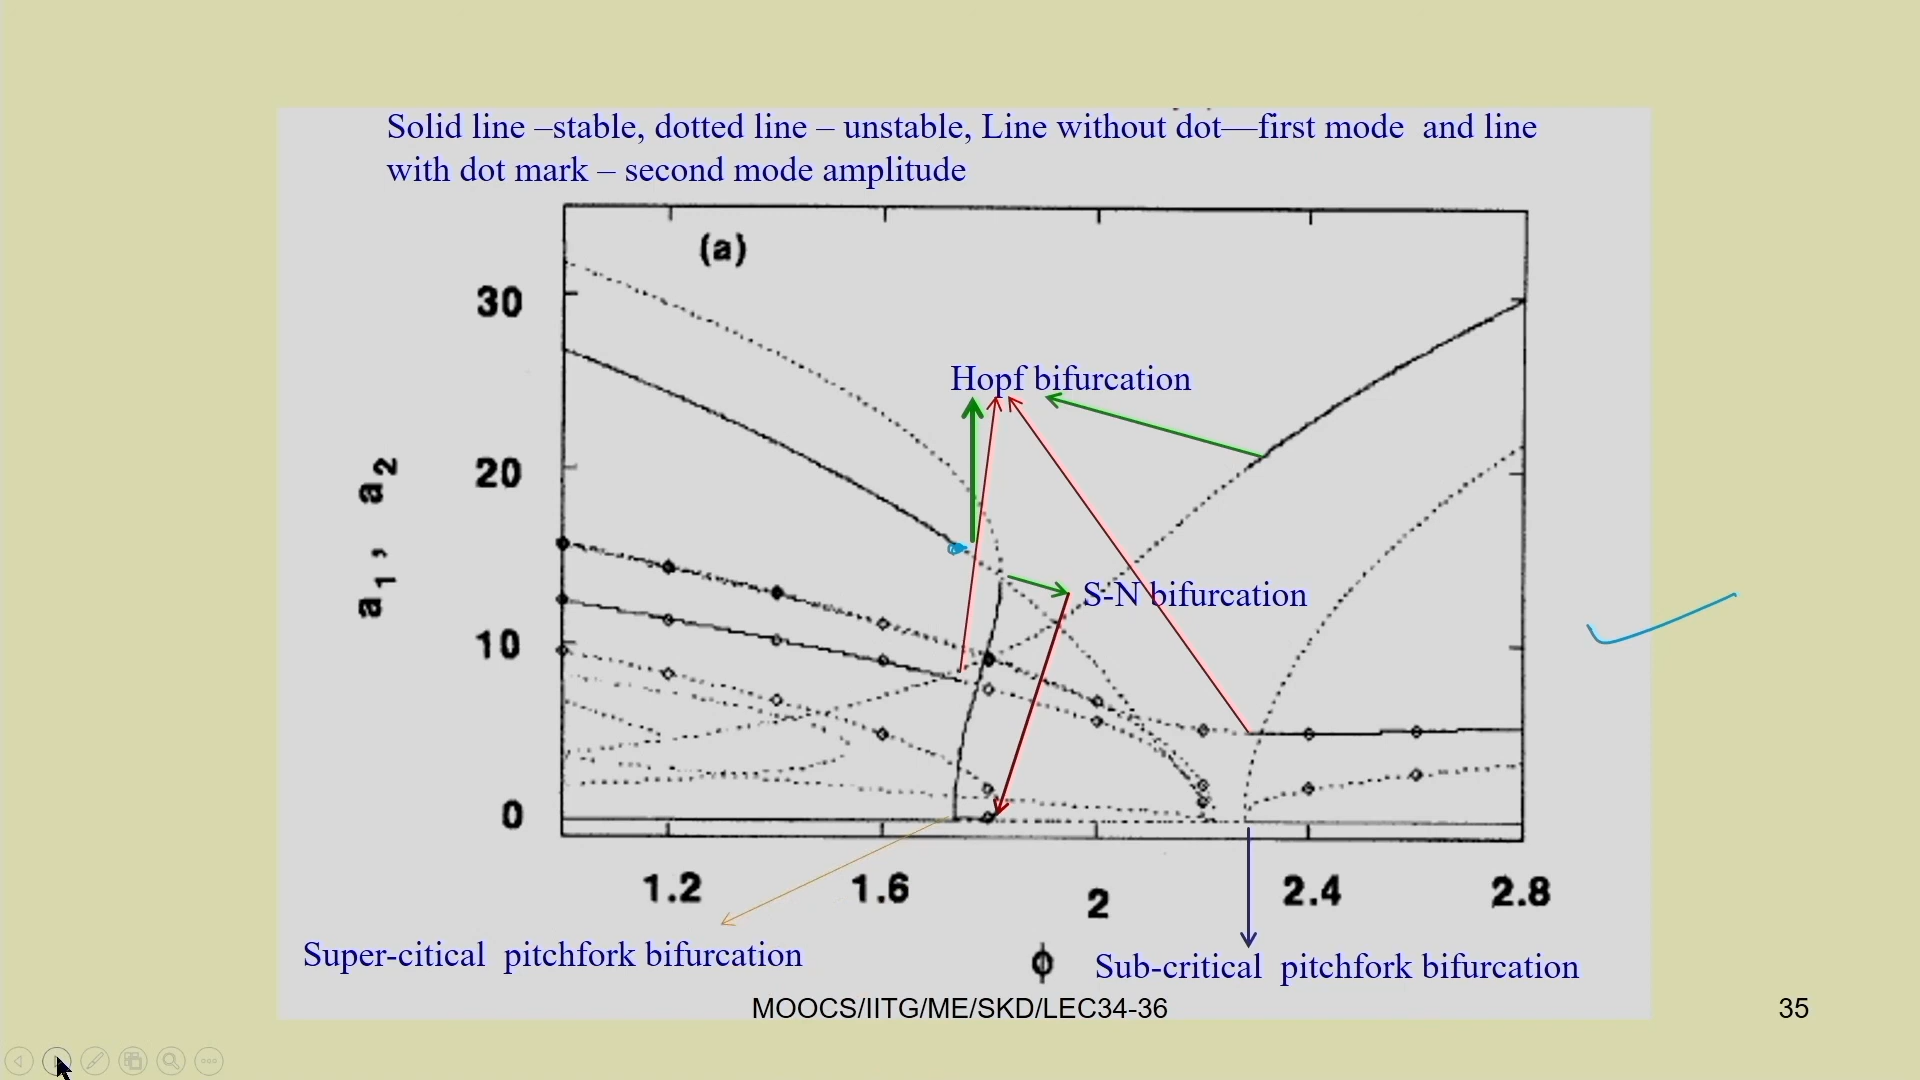 Solid line –stable, dotted line – unstable, Line without dot—first mode and line
with dot mark – second mode amplitude
(a)
30
Hopf bifurcation
20
a1 , a2
S-N bifurcation
10
0
1.2
1.6
2
2.4
2.8
Super-citical pitchfork bifurcation
ϕ
Sub-critical pitchfork bifurcation
MOOCS/IITG/ME/SKD/LEC34-36
35